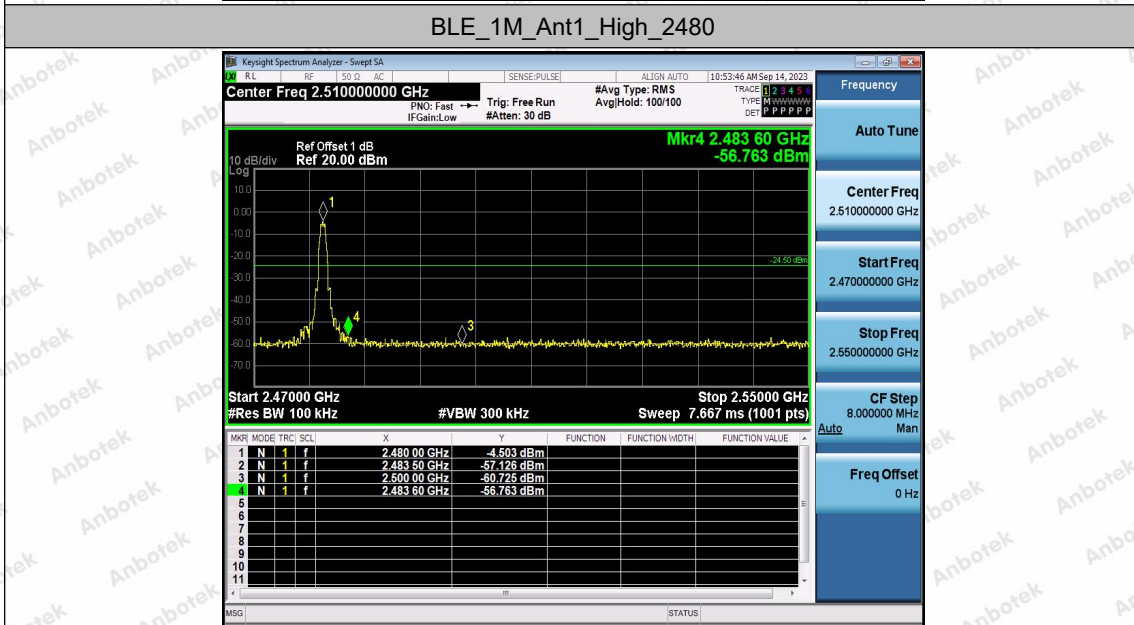 BLE_1M_Ant1_High_2480
Keysight Spectrum Analyzer - Swept SA
LXI RL RF 50 Ω AC SENSE:PULSE ALIGN AUTO 10:53:46 AM Sep 14, 2023
Center Freq 2.510000000 GHz #Avg Type: RMS TRACE 1 2 3 4 5 6
PNO: Fast Trig: Free Run Avg|Hold: 100/100 TYPE M W W W W W
IFGain:Low #Atten: 30 dB DET P P P P P P
Mkr4 2.483 60 GHz
-56.763 dBm
Ref Offset 1 dB
10 dB/div Ref 20.00 dBm
Log
10.0
0.00
-10.0
-20.0
-30.0
-40.0
-50.0
-60.0
-70.0
1
-24.50 dBm
4
3
Start 2.47000 GHz Stop 2.55000 GHz
#Res BW 100 kHz #VBW 300 kHz Sweep 7.667 ms (1001 pts)
MKR MODE TRC SCL X Y FUNCTION FUNCTION WIDTH FUNCTION VALUE
1 N 1 f 2.480 00 GHz -4.503 dBm
2 N 1 f 2.483 50 GHz -57.126 dBm
3 N 1 f 2.500 00 GHz -60.725 dBm
4 N 1 f 2.483 60 GHz -56.763 dBm
5
6
7
8
9
10
11
MSG STATUS
Frequency
Auto Tune
Center Freq
2.510000000 GHz
Start Freq
2.470000000 GHz
Stop Freq
2.550000000 GHz
CF Step
8.000000 MHz
Auto Man
Freq Offset
0 Hz
Anbotek